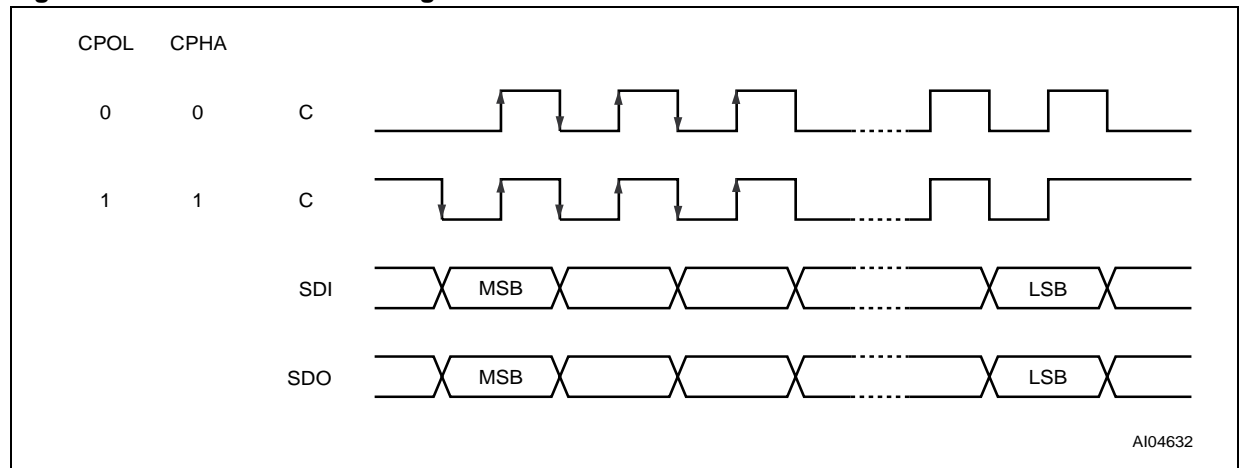 CPOL CPHA
0 0 C
1 1 C
SDI MSB LSB
SDO MSB LSB
AI04632